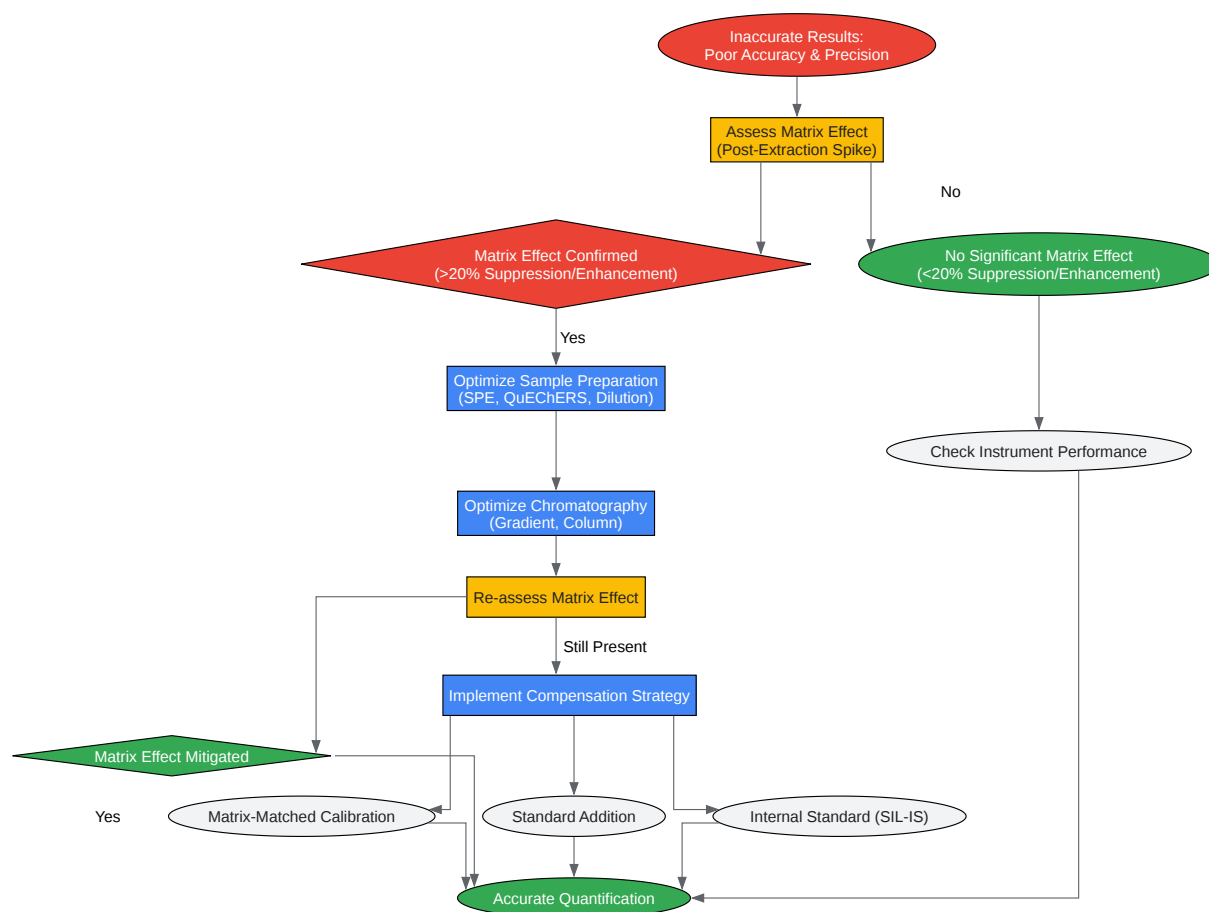 Inaccurate Results:
Poor Accuracy & Precision
Assess Matrix Effect
(Post-Extraction Spike)
No
Matrix Effect Confirmed
(>20% Suppression/Enhancement)
No Significant Matrix Effect
(<20% Suppression/Enhancement)
Yes
Optimize Sample Preparation
(SPE, QuEChERS, Dilution)
Check Instrument Performance
Optimize Chromatography
(Gradient, Column)
Re-assess Matrix Effect
Still Present
Implement Compensation Strategy
Matrix Effect Mitigated
Yes
Matrix-Matched Calibration
Standard Addition
Internal Standard (SIL-IS)
Accurate Quantification